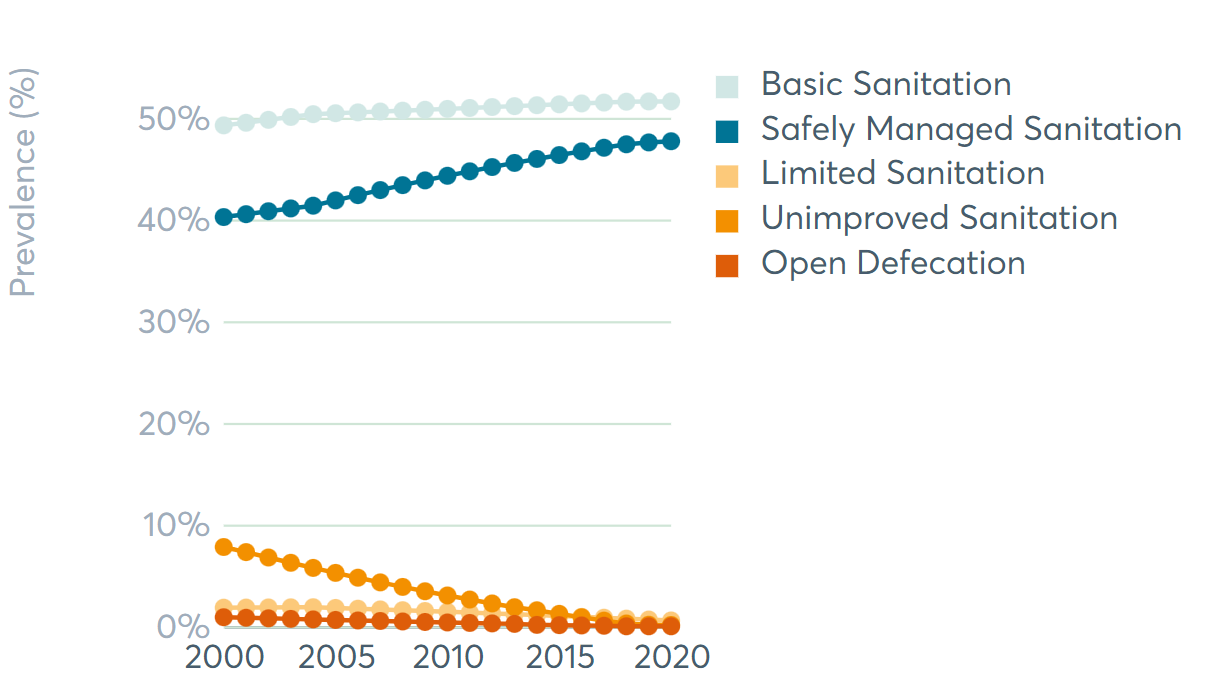 Prevalence (%)
50%
40%
30%
20%
10%
0%
2000 2005 2010 2015 2020
Basic Sanitation
Safely Managed Sanitation
Limited Sanitation
Unimproved Sanitation
Open Defecation